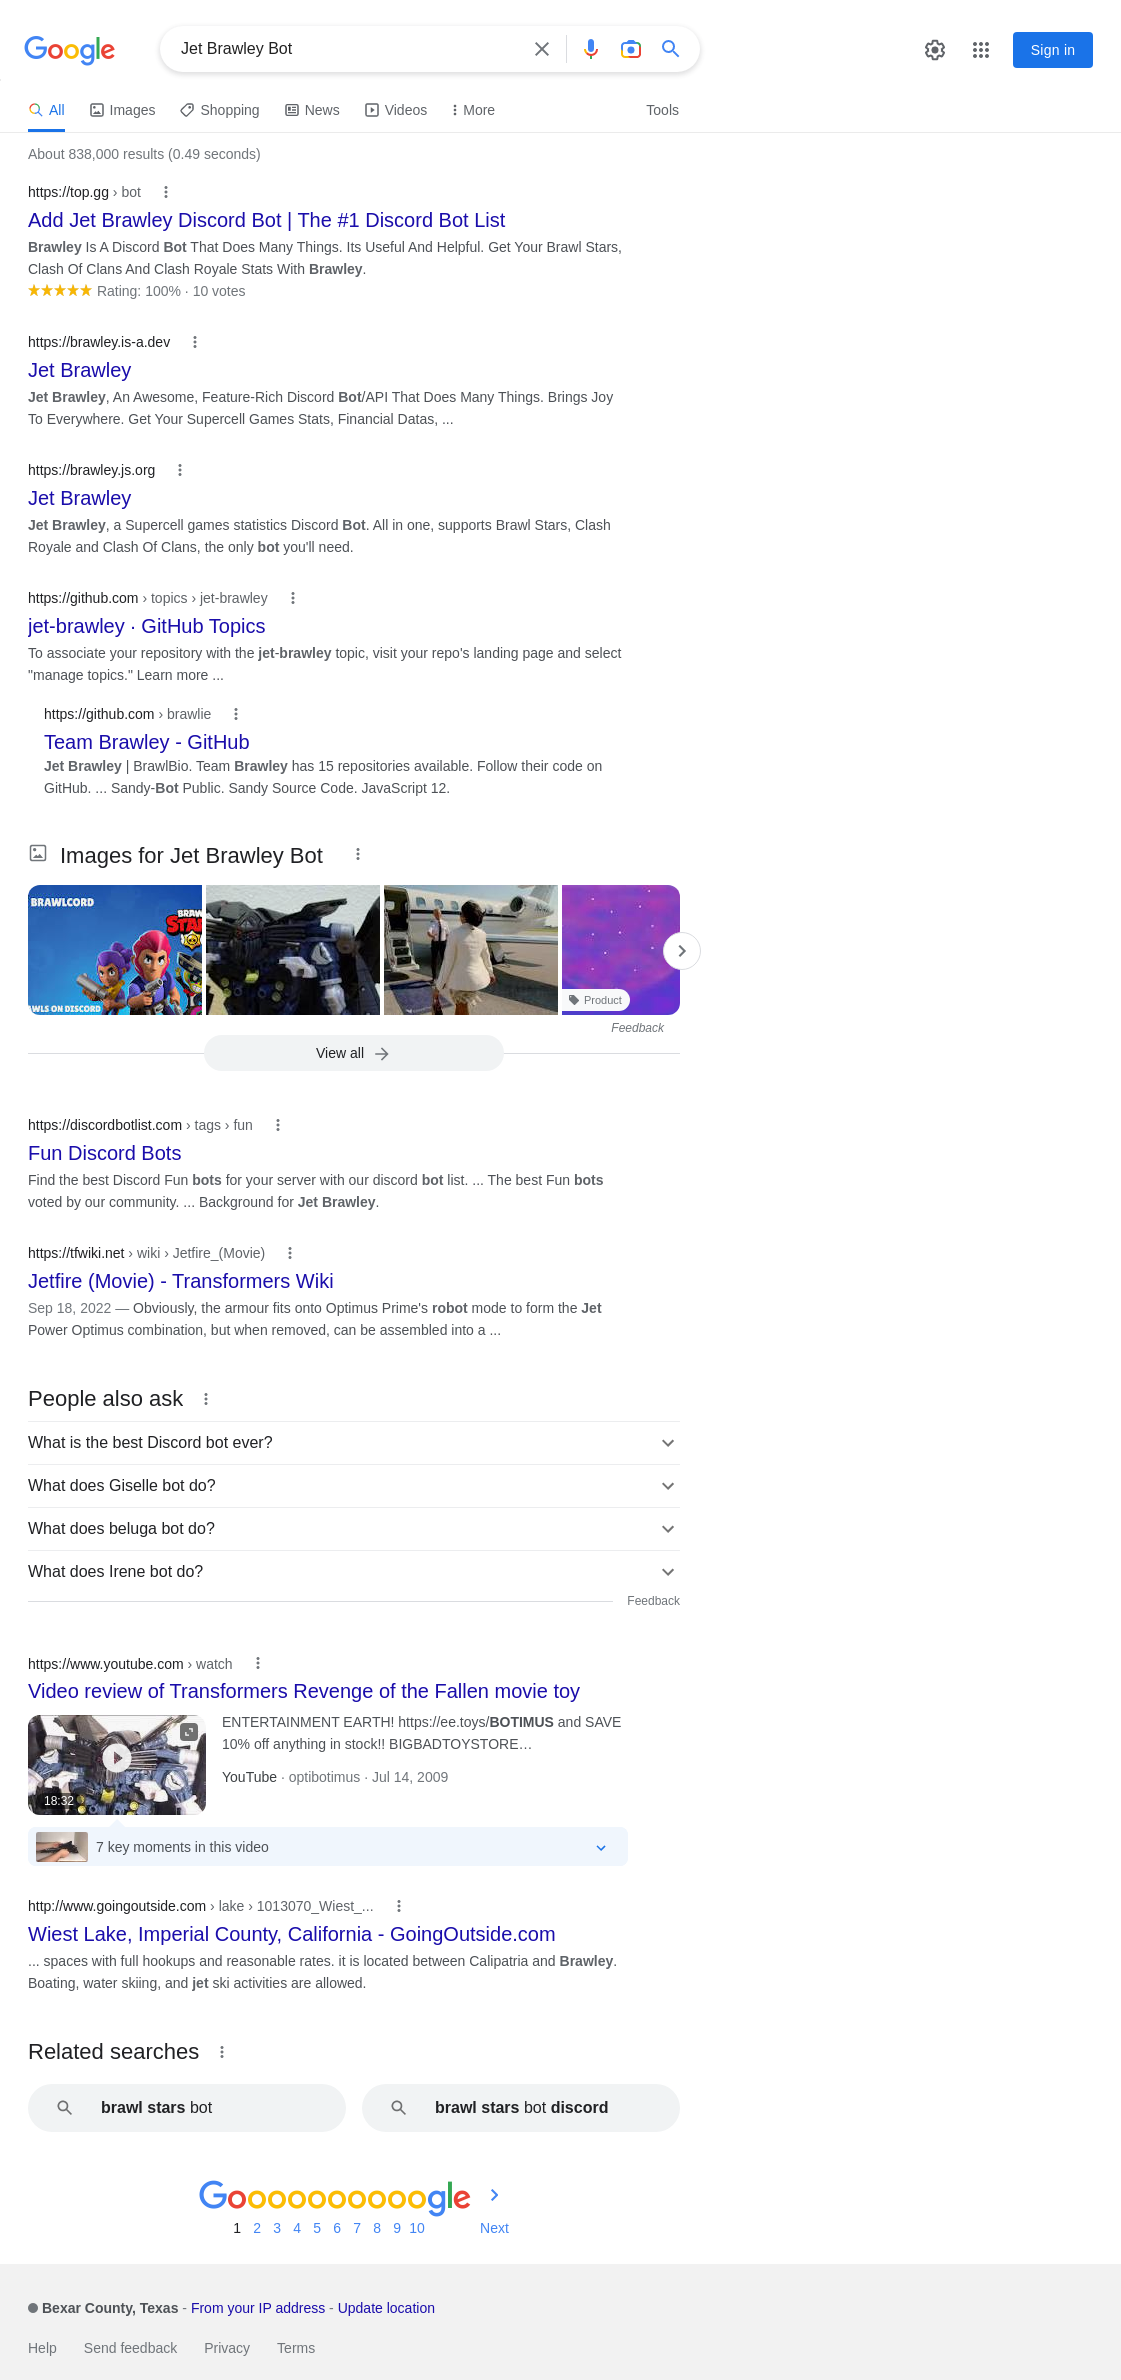 Google
Jet Brawley Bot
Sign in
All
Images
Shopping
News
Videos
More
Tools
About 838,000 results (0.49 seconds)
https://top.gg › bot
Add Jet Brawley Discord Bot | The #1 Discord Bot List
Brawley Is A Discord Bot That Does Many Things. Its Useful And Helpful. Get Your Brawl Stars,
Clash Of Clans And Clash Royale Stats With Brawley.
Rating: 100% · 10 votes
https://brawley.is-a.dev
Jet Brawley
Jet Brawley, An Awesome, Feature-Rich Discord Bot/API That Does Many Things. Brings Joy
To Everywhere. Get Your Supercell Games Stats, Financial Datas, ...
https://brawley.js.org
Jet Brawley
Jet Brawley, a Supercell games statistics Discord Bot. All in one, supports Brawl Stars, Clash
Royale and Clash Of Clans, the only bot you'll need.
https://github.com › topics › jet-brawley
jet-brawley · GitHub Topics
To associate your repository with the jet-brawley topic, visit your repo's landing page and select
"manage topics." Learn more ...
https://github.com › brawlie
Team Brawley - GitHub
Jet Brawley | BrawlBio. Team Brawley has 15 repositories available. Follow their code on
GitHub. ... Sandy-Bot Public. Sandy Source Code. JavaScript 12.
Images for Jet Brawley Bot
BRAWLCORD
BRAW
STA
AWLS ON DISCORD
Product
Feedback
View all
https://discordbotlist.com › tags › fun
Fun Discord Bots
Find the best Discord Fun bots for your server with our discord bot list. ... The best Fun bots
voted by our community. ... Background for Jet Brawley.
https://tfwiki.net › wiki › Jetfire_(Movie)
Jetfire (Movie) - Transformers Wiki
Sep 18, 2022 — Obviously, the armour fits onto Optimus Prime's robot mode to form the Jet
Power Optimus combination, but when removed, can be assembled into a ...
People also ask
What is the best Discord bot ever?
What does Giselle bot do?
What does beluga bot do?
What does Irene bot do?
Feedback
https://www.youtube.com › watch
Video review of Transformers Revenge of the Fallen movie toy
ENTERTAINMENT EARTH! https://ee.toys/BOTIMUS and SAVE
10% off anything in stock!! BIGBADTOYSTORE…
YouTube · optibotimus · Jul 14, 2009
18:32
7 key moments in this video
http://www.goingoutside.com › lake › 1013070_Wiest_...
Wiest Lake, Imperial County, California - GoingOutside.com
... spaces with full hookups and reasonable rates. it is located between Calipatria and Brawley.
Boating, water skiing, and jet ski activities are allowed.
Related searches
brawl stars bot
brawl stars bot discord
Goooooooooogle
1 2 3 4 5 6 7 8 9 10 Next
Bexar County, Texas - From your IP address - Update location
Help Send feedback Privacy Terms